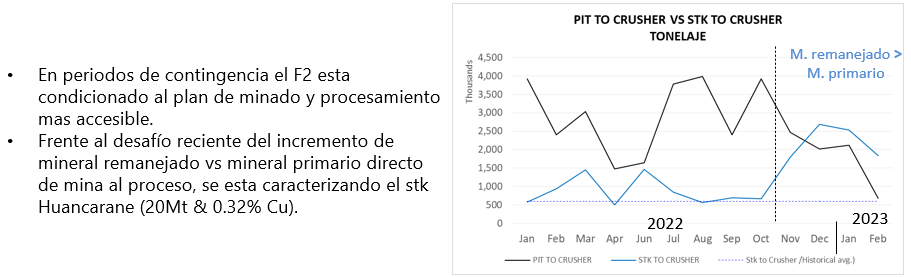 • En periodos de contingencia el F2 esta
condicionado al plan de minado y procesamiento
mas accesible.
• Frente al desafío reciente del incremento de
mineral remanejado vs mineral primario directo
de mina al proceso, se esta caracterizando el stk
Huancarane (20Mt & 0.32% Cu).
PIT TO CRUSHER VS STK TO CRUSHER
TONELAJE
M. remanejado >
M. primario
Thousands
4,500
4,000
3,500
3,000
2,500
2,000
1,500
1,000
500
0
2022
2023
Jan Feb Mar Apr Jun Jul Aug Sep Oct Nov Dec Jan Feb
PIT TO CRUSHER STK TO CRUSHER Stk to Crusher /Historical avg.)